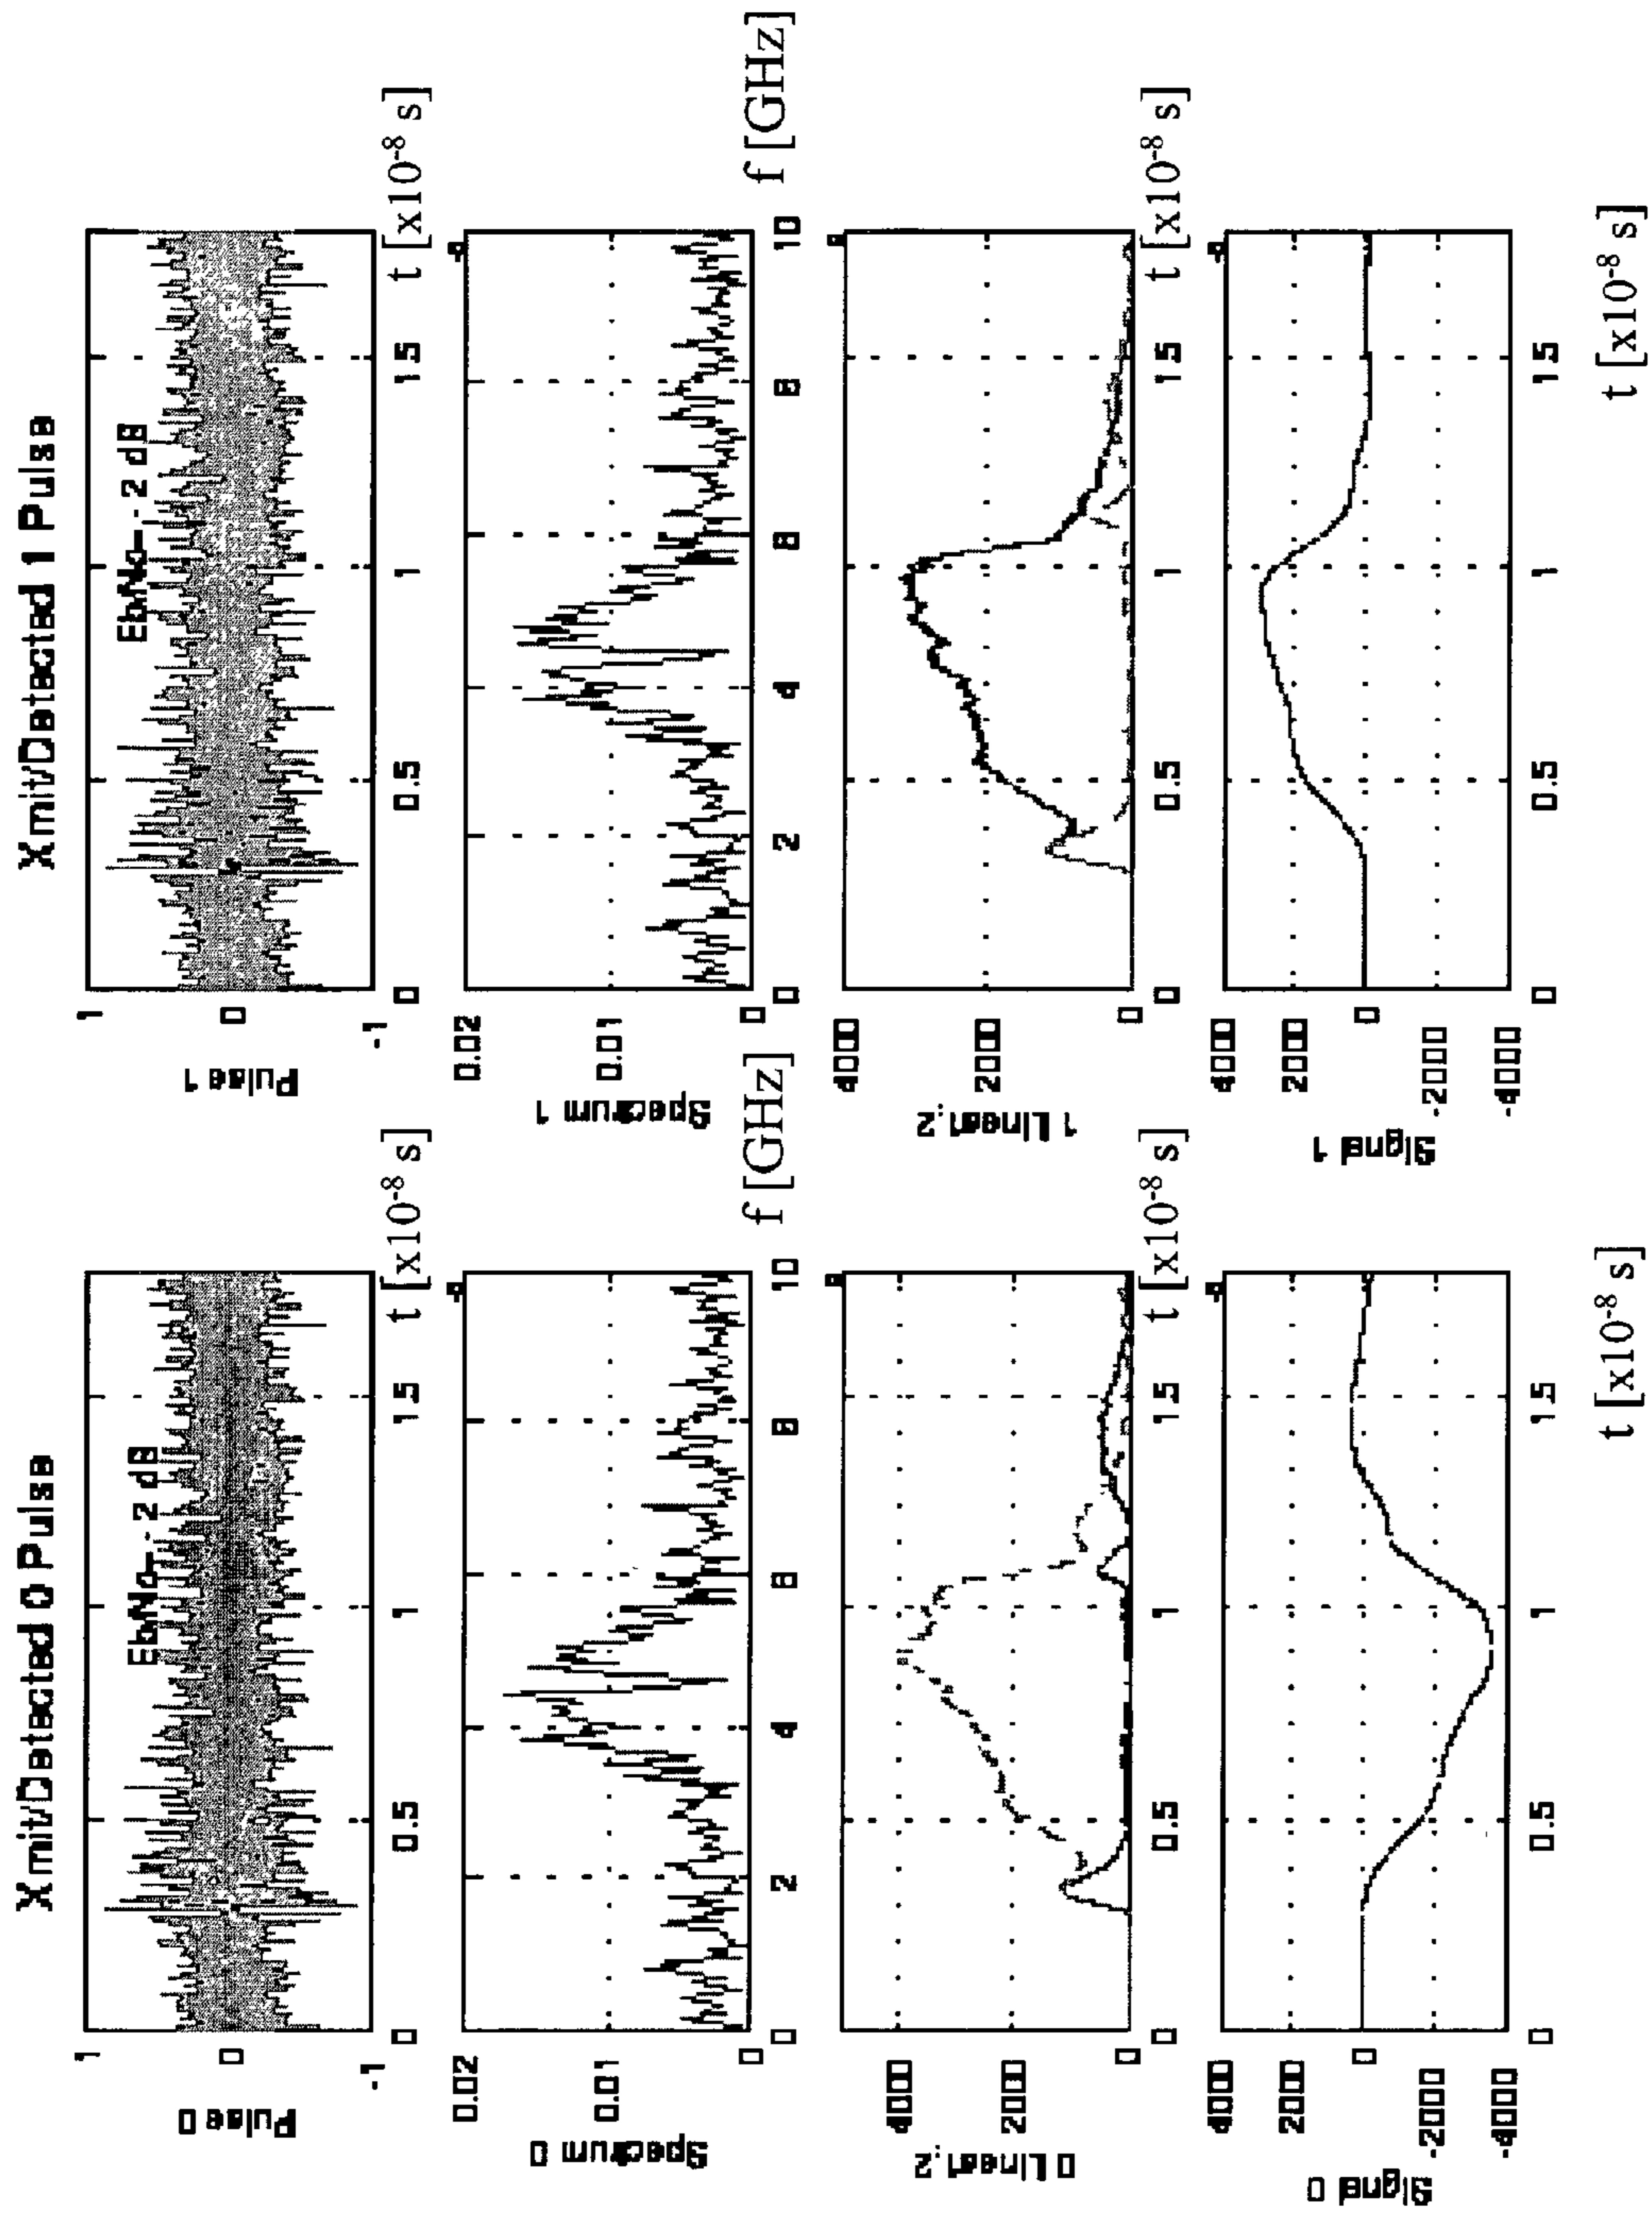 Xmit/Detected 0 Pulse
EbNo=-2 dB
Pulse 0
1
0
-1
0 0.5 1 1.5
t [x10⁻⁸ s]
Spectrum 0
0.02
0.01
0
0 2 4 6 8 10
f [GHz]
0
4000
2000
0
0 0.5 1 1.5
t [x10⁻⁸ s]
Signal 0
4000
2000
0
-2000
-4000
0 0.5 1 1.5
t [x10⁻⁸ s]
Xmit/Detected 1 Pulse
EbNo=-2 dB
Pulse 1
1
0
-1
0 0.5 1 1.5
t [x10⁻⁸ s]
Spectrum 1
0.02
0.01
0
0 2 4 6 8 10
f [GHz]
1
4000
2000
0
0 0.5 1 1.5
t [x10⁻⁸ s]
Signal 1
4000
2000
0
-2000
-4000
0 0.5 1 1.5
t [x10⁻⁸ s]